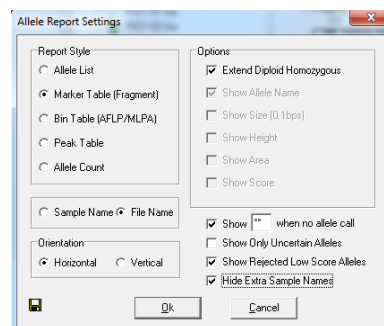 Allele Report Settings
Report Style
Allele List
Marker Table (Fragment)
Bin Table (AFLP/MLPA)
Peak Table
Allele Count
Sample Name File Name
Orientation
Horizontal Vertical
Options
Extend Diploid Homozygous
Show Allele Name
Show Size (0.1bps)
Show Height
Show Area
Show Score
Show "" when no allele call
Show Only Uncertain Alleles
Show Rejected Low Score Alleles
Hide Extra Sample Names
Ok Cancel